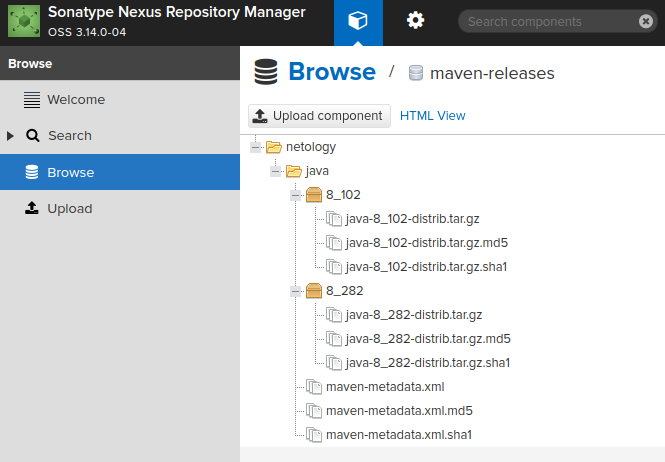 Sonatype Nexus Repository Manager
OSS 3.14.0-04
Search components
Browse
Welcome
Search
Browse
Upload
Browse / maven-releases
Upload component HTML View
netology
java
8_102
java-8_102-distrib.tar.gz
java-8_102-distrib.tar.gz.md5
java-8_102-distrib.tar.gz.sha1
8_282
java-8_282-distrib.tar.gz
java-8_282-distrib.tar.gz.md5
java-8_282-distrib.tar.gz.sha1
maven-metadata.xml
maven-metadata.xml.md5
maven-metadata.xml.sha1